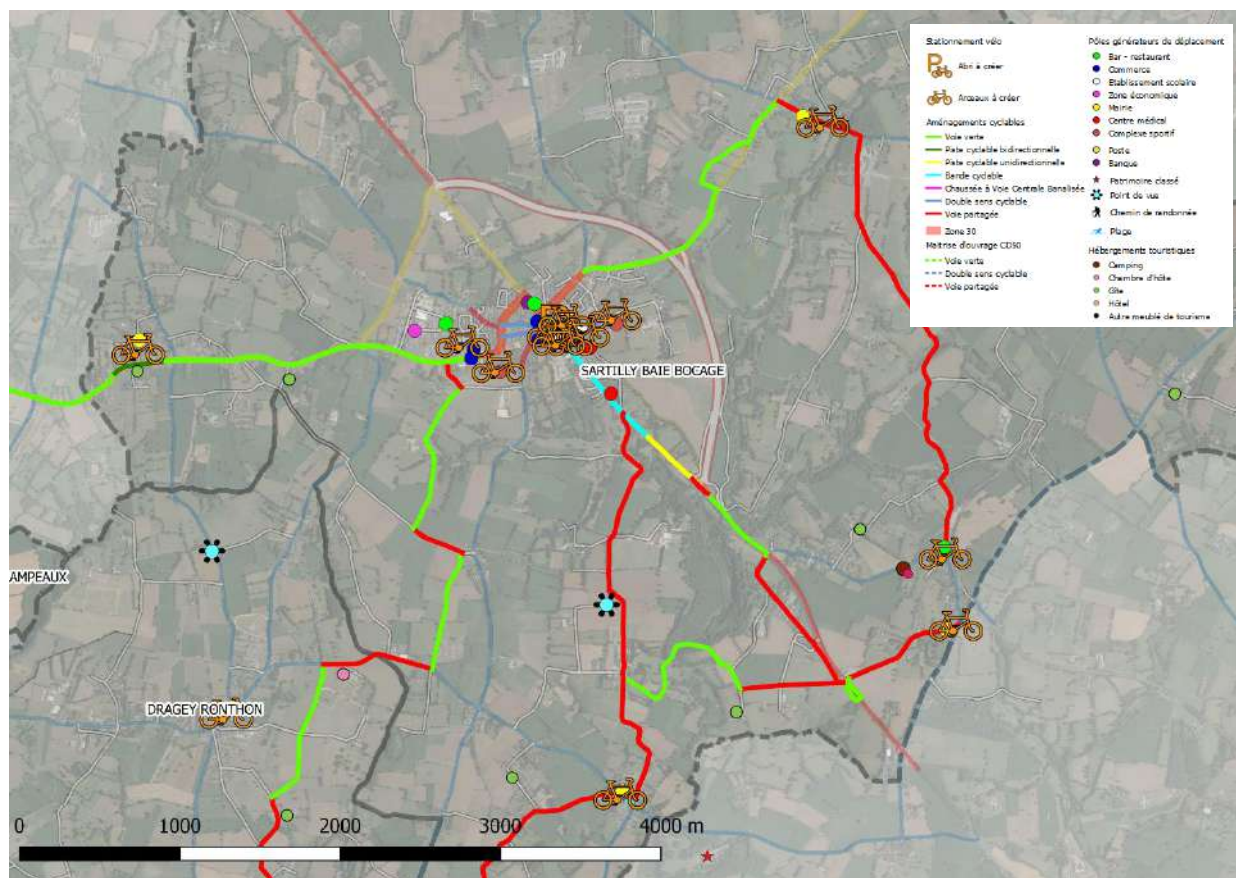 Stationnement vélo
Abri à créer
Arceaux à créer
Aménagements cyclables
Voie verte
Piste cyclable bidirectionnelle
Piste cyclable unidirectionnelle
Bande cyclable
Chaussée à Voie Centrale Banalisée
Double sens cyclable
Voie partagée
Zone 30
Maitrise d'ouvrage CD50
Voie verte
Double sens cyclable
Voie partagée
Pôles générateurs de déplacement
Bar - restaurant
Commerce
Etablissement scolaire
Zone économique
Mairie
Centre médical
Complexe sportif
Poste
Banque
Patrimoine classé
Point de vue
Chemin de randonnée
Plage
Hébergements touristiques
Camping
Chambre d'hôte
Gîte
Hôtel
Autre meublé de tourisme
SARTILLY BAIE BOCAGE
AMPEAUX
DRAGEY RONTHON
0 1000 2000 3000 4000 m